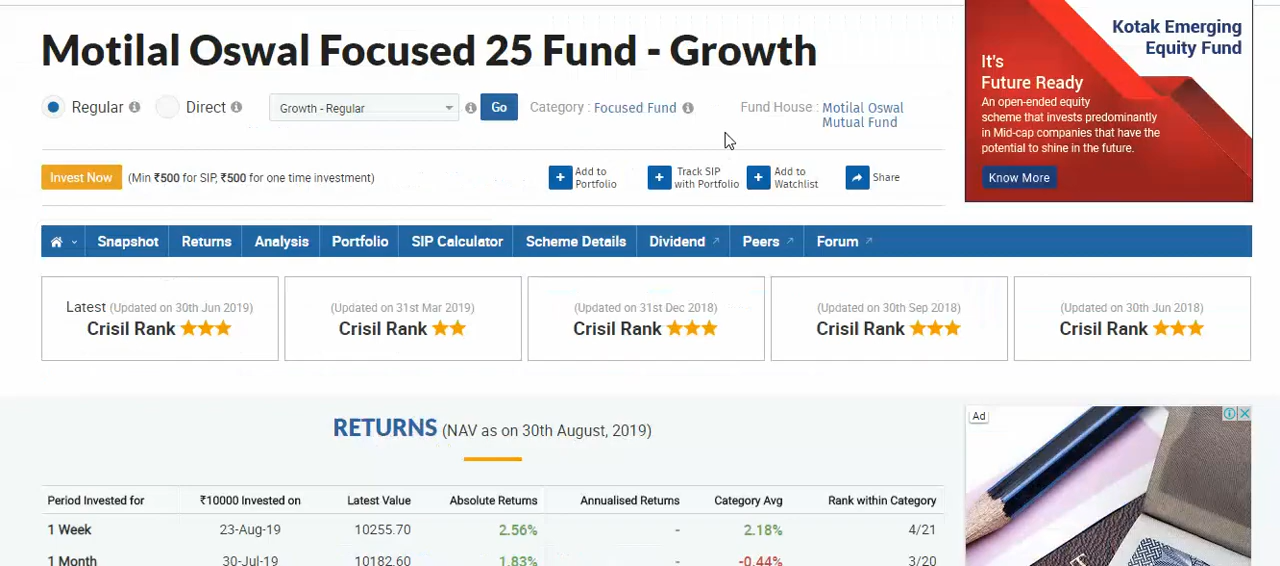 Motilal Oswal Focused 25 Fund - Growth
Regular Direct Growth - Regular Go Category : Focused Fund Fund House : Motilal Oswal
Mutual Fund
Invest Now (Min ₹500 for SIP, ₹500 for one time investment)
Add to
Portfolio
Track SIP
with Portfolio
Add to
Watchlist
Share
Kotak Emerging
Equity Fund
It's
Future Ready
An open-ended equity
scheme that invests predominantly
in Mid-cap companies that have the
potential to shine in the future.
Know More
Snapshot Returns Analysis Portfolio SIP Calculator Scheme Details Dividend Peers Forum
Latest (Updated on 30th Jun 2019)
Crisil Rank
(Updated on 31st Mar 2019)
Crisil Rank
(Updated on 31st Dec 2018)
Crisil Rank
(Updated on 30th Sep 2018)
Crisil Rank
(Updated on 30th Jun 2018)
Crisil Rank
RETURNS (NAV as on 30th August, 2019)
Ad
Period Invested for ₹10000 Invested on Latest Value Absolute Returns Annualised Returns Category Avg Rank within Category
1 Week 23-Aug-19 10255.70 2.56% - 2.18% 4/21
1 Month 30-Jul-19 10182.60 1.83% - -0.44% 3/20